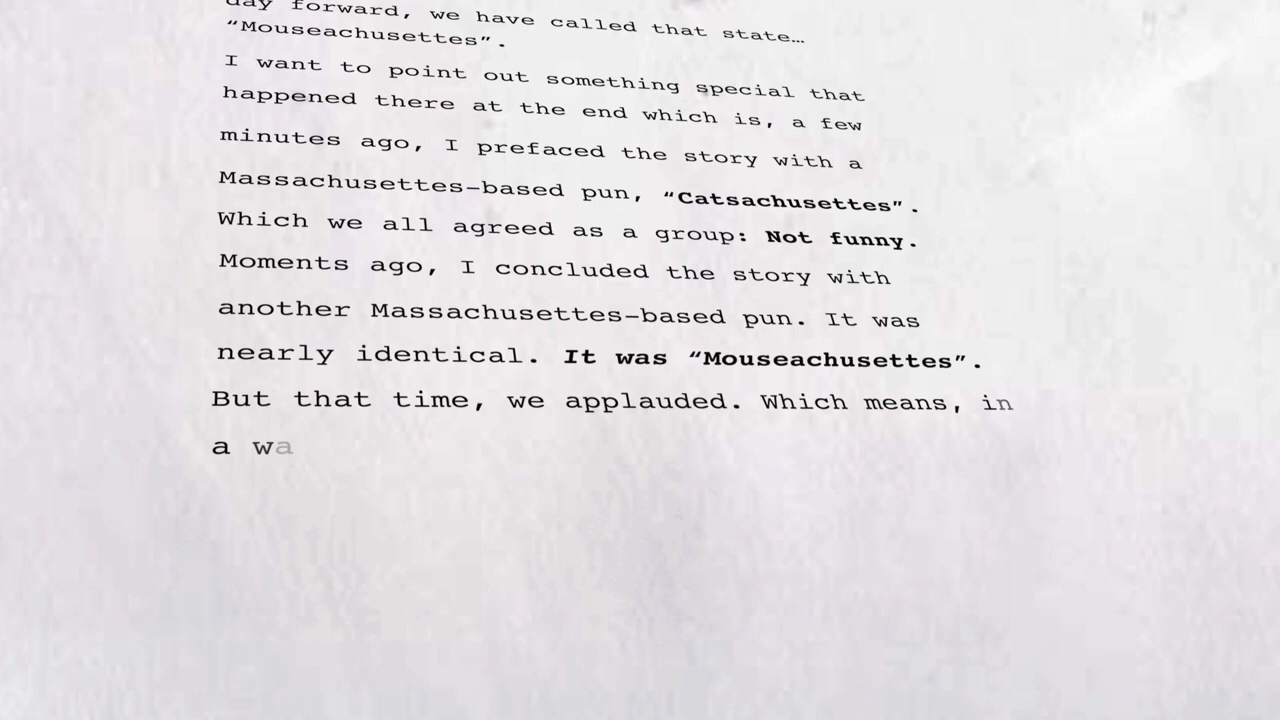 day forward, we have called that state…
“Mouseachusettes”.
I want to point out something special that
happened there at the end which is, a few
minutes ago, I prefaced the story with a
Massachusettes-based pun, “Catsachusettes”.
Which we all agreed as a group: Not funny.
Moments ago, I concluded the story with
another Massachusettes-based pun. It was
nearly identical. It was “Mouseachusettes”.
But that time, we applauded. Which means, in
a wa